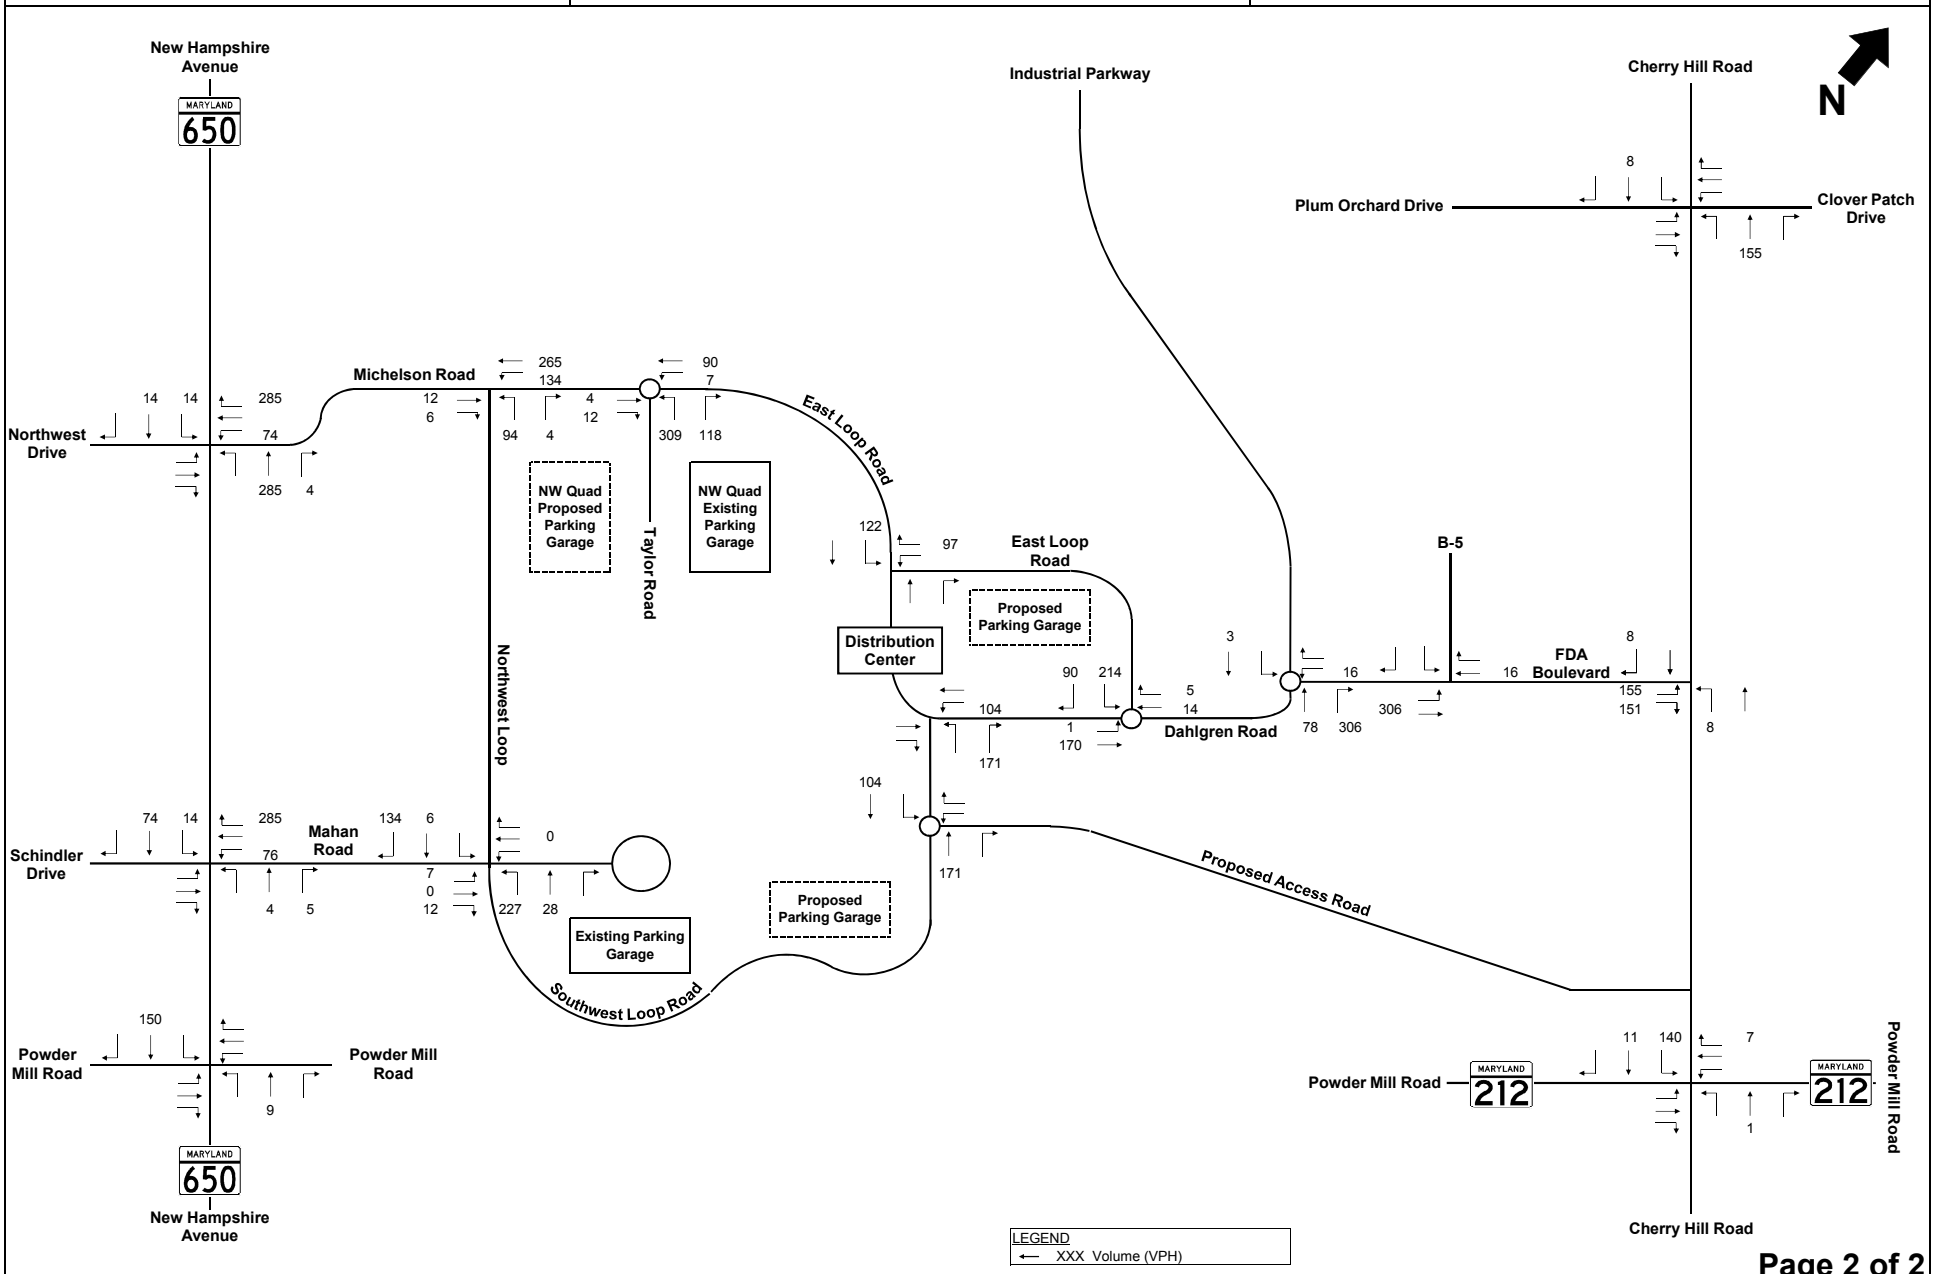 New Hampshire
Avenue
MARYLAND
650
Industrial Parkway
Cherry Hill Road
N
8
Plum Orchard Drive
Clover Patch
Drive
155
Michelson Road
265
134
90
7
12
6
4
12
94
4
309
118
14
14
285
74
Northwest
Drive
285
4
East Loop Road
NW Quad
Proposed
Parking
Garage
NW Quad
Existing
Parking
Garage
Taylor Road
122
97
East Loop
Road
B-5
Proposed
Parking Garage
Distribution
Center
Northwest Loop
3
8
FDA
Boulevard
90
214
5
14
16
16
155
151
104
1
170
Dahlgren Road
78
306
306
8
171
104
171
74
14
285
76
Mahan
Road
134
6
0
Schindler
Drive
7
0
12
4
5
227
28
Existing Parking
Garage
Proposed
Parking Garage
Proposed Access Road
Southwest Loop Road
150
Powder
Mill Road
Powder Mill
Road
9
11
140
7
Powder Mill Road
MARYLAND
212
MARYLAND
212
Powder Mill Road
1
MARYLAND
650
New Hampshire
Avenue
Cherry Hill Road
LEGEND
XXX Volume (VPH)
Page 2 of 2